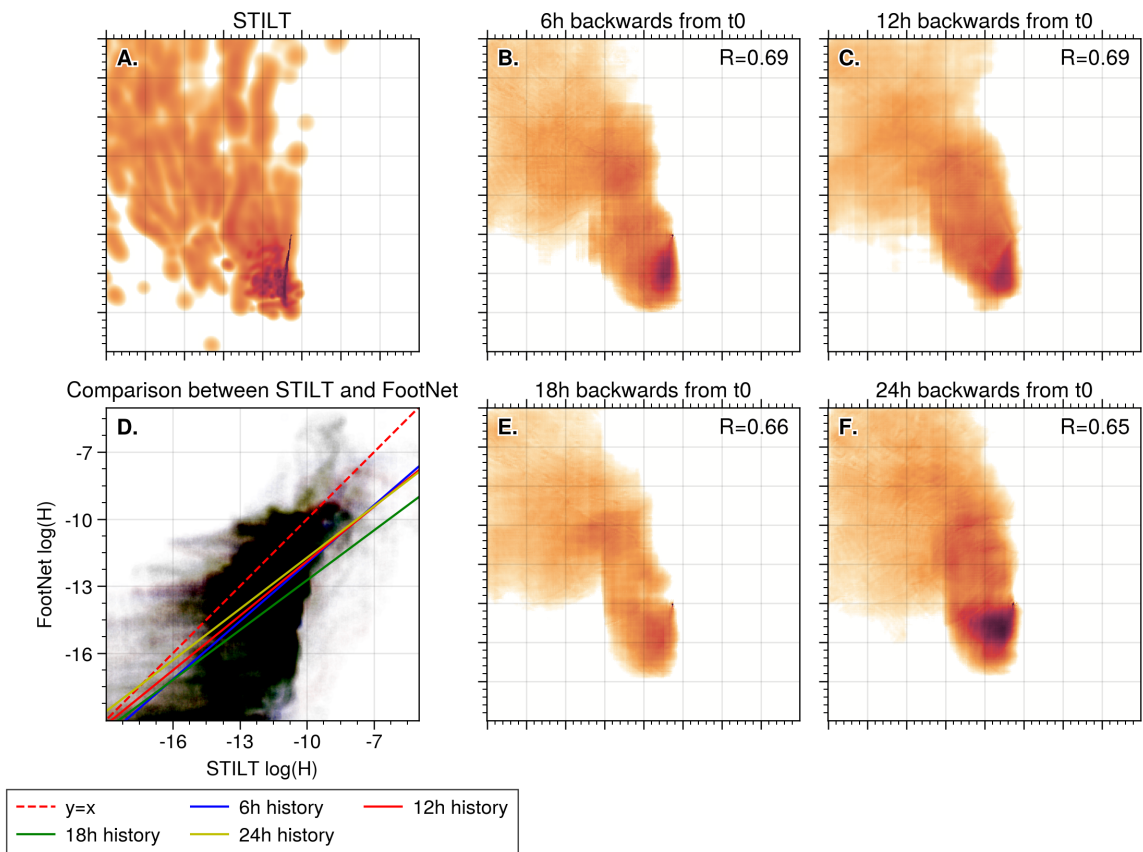 STILT
6h backwards from t0
12h backwards from t0
A.
B.
R=0.69
C.
R=0.69
Comparison between STILT and FootNet
18h backwards from t0
24h backwards from t0
D.
E.
R=0.66
F.
R=0.65
-7
-10
-13
-16
FootNet log(H)
-16 -13 -10 -7
STILT log(H)
y=x 6h history 12h history
18h history 24h history